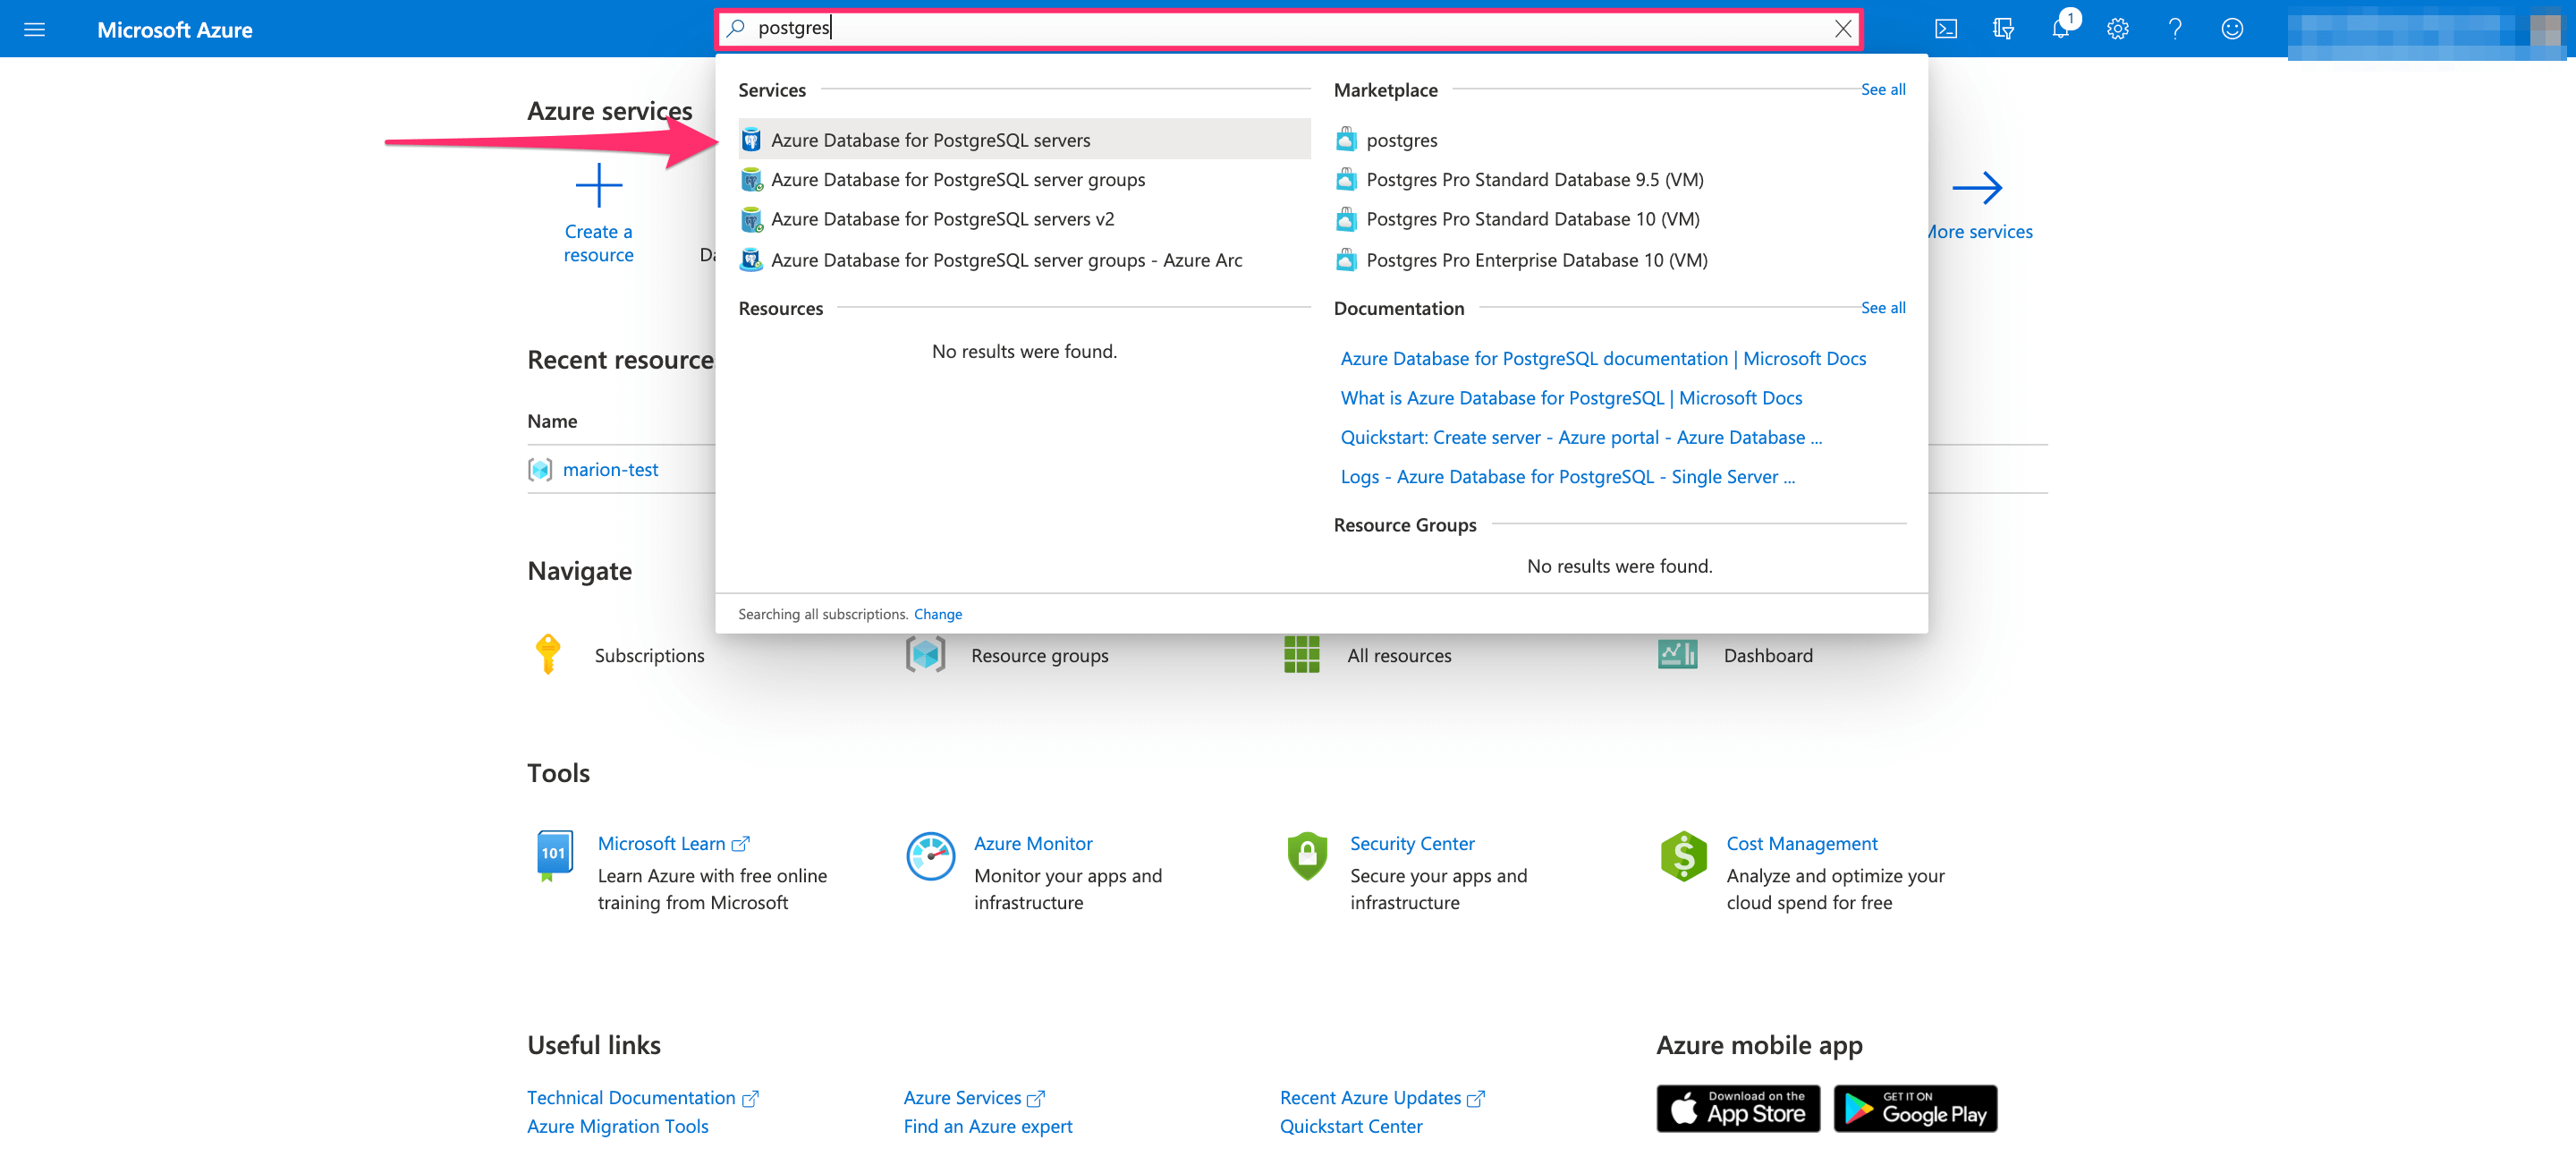 Microsoft Azure
postgres
1
Services
Azure Database for PostgreSQL servers
Azure Database for PostgreSQL server groups
Azure Database for PostgreSQL servers v2
Azure Database for PostgreSQL server groups - Azure Arc
Resources
No results were found.
Marketplace
See all
postgres
Postgres Pro Standard Database 9.5 (VM)
Postgres Pro Standard Database 10 (VM)
Postgres Pro Enterprise Database 10 (VM)
Documentation
See all
Azure Database for PostgreSQL documentation | Microsoft Docs
What is Azure Database for PostgreSQL | Microsoft Docs
Quickstart: Create server - Azure portal - Azure Database ...
Logs - Azure Database for PostgreSQL - Single Server ...
Resource Groups
No results were found.
Searching all subscriptions. Change
Azure services
Create a
resource
Da
More services
Recent resource
Name
marion-test
Navigate
Subscriptions
Resource groups
All resources
Dashboard
Tools
101
Microsoft Learn
Learn Azure with free online
training from Microsoft
Azure Monitor
Monitor your apps and
infrastructure
Security Center
Secure your apps and
infrastructure
Cost Management
Analyze and optimize your
cloud spend for free
Useful links
Technical Documentation
Azure Migration Tools
Azure Services
Find an Azure expert
Recent Azure Updates
Quickstart Center
Azure mobile app
Download on the
App Store
GET IT ON
Google Play